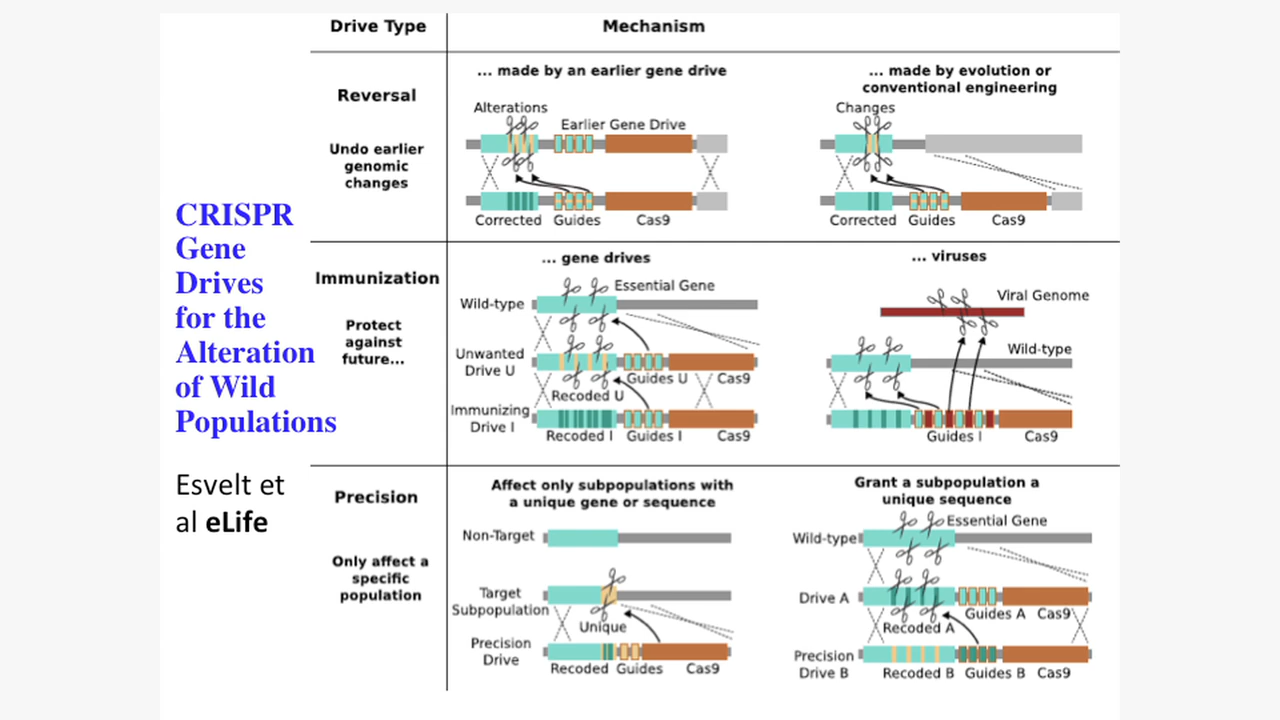 CRISPR
Gene
Drives
for the
Alteration
of Wild
Populations
Esvelt et
al eLife
Drive Type
Mechanism
Reversal
Undo earlier
genomic
changes
... made by an earlier gene drive
Alterations
Earlier Gene Drive
Corrected
Guides
Cas9
... made by evolution or
conventional engineering
Changes
Corrected
Guides
Cas9
Immunization
Protect
against
future...
... gene drives
Essential Gene
Wild-type
Unwanted
Drive U
Guides U
Cas9
Recoded U
Immunizing
Drive I
Recoded I
Guides I
Cas9
... viruses
Viral Genome
Wild-type
Guides I
Cas9
Precision
Only affect a
specific
population
Affect only subpopulations with
a unique gene or sequence
Non-Target
Target
Subpopulation
Unique
Precision
Drive
Recoded
Guides
Cas9
Grant a subpopulation a
unique sequence
Essential Gene
Wild-type
Drive A
Guides A
Cas9
Recoded A
Precision
Drive B
Recoded B
Guides B
Cas9